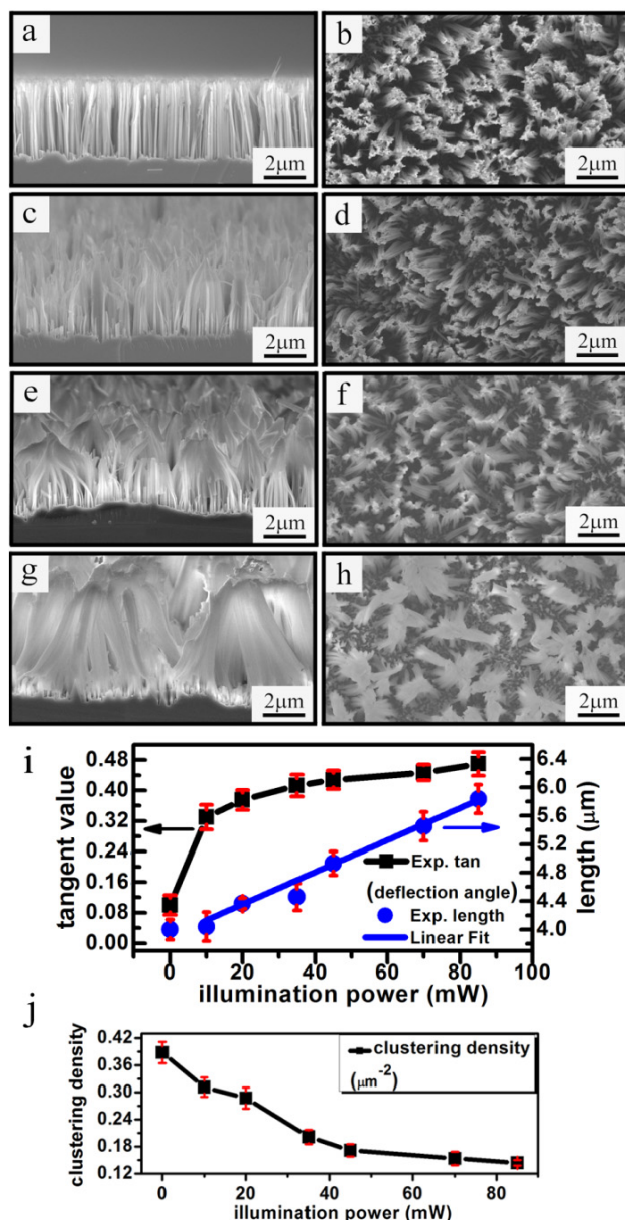 a
b
2μm
2μm
c
d
2μm
2μm
e
f
2μm
2μm
g
h
2μm
2μm
i
0.48
0.40
0.32
0.24
0.16
0.08
0.00
tangent value
6.4
6.0
5.6
5.2
4.8
4.4
4.0
length (μm)
Exp. tan
(deflection angle)
Exp. length
Linear Fit
0 20 40 60 80 100
illumination power (mW)
j
0.42
0.36
0.30
0.24
0.18
0.12
clustering density
clustering density
(μm⁻²)
0 20 40 60 80
illumination power (mW)